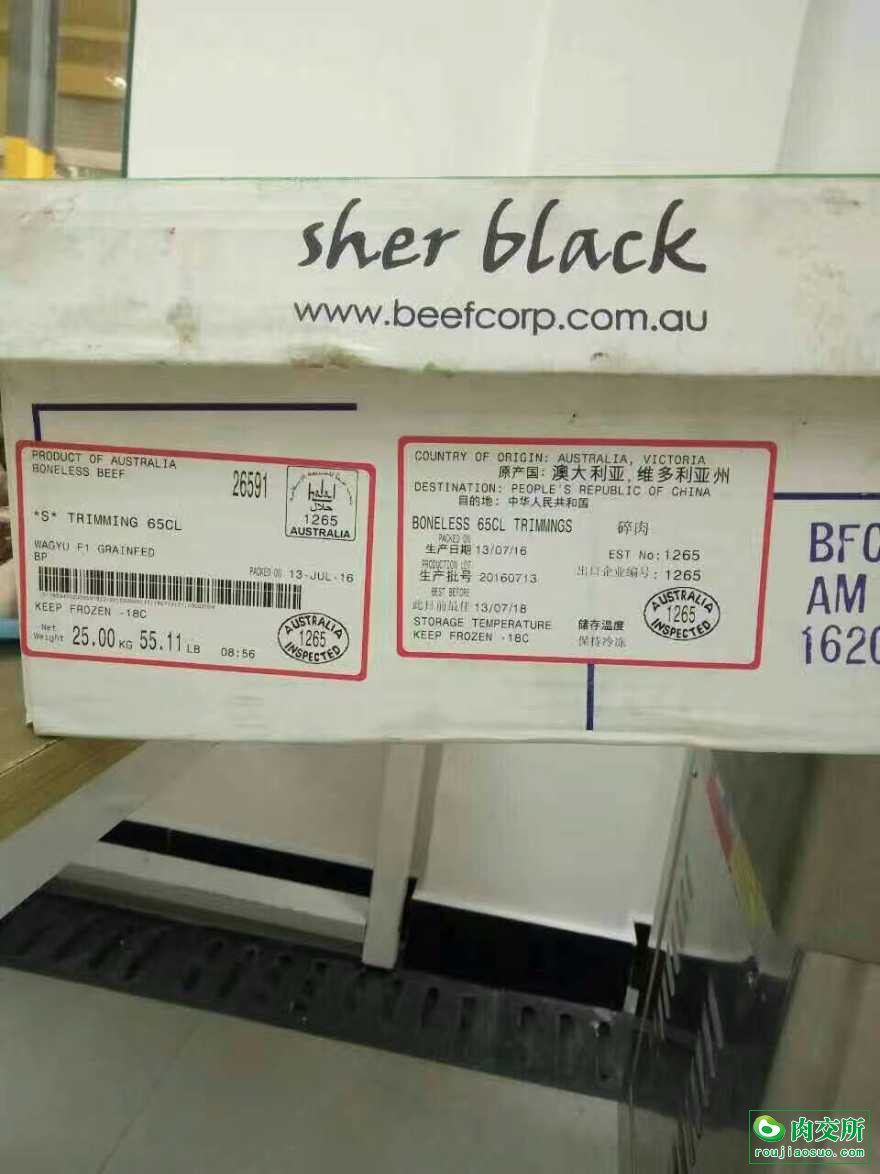 sher black
www.beefcorp.com.au
PRODUCT OF AUSTRALIA
BONELESS BEEF
26591
halal
حلال
1265
AUSTRALIA
*S* TRIMMING 65CL
WAGYU F1 GRAINFED
BP
PACKED ON 13-JUL-16
KEEP FROZEN -18C
Net Weight 25.00 KG 55.11 LB 08:56
AUSTRALIA
1265
INSPECTED
COUNTRY OF ORIGIN: AUSTRALIA, VICTORIA
原产国: 澳大利亚, 维多利亚州
DESTINATION: PEOPLE'S REPUBLIC OF CHINA
目的地: 中华人民共和国
BONELESS 65CL TRIMMNGS 碎肉
PACKED ON
生产日期 13/07/16 EST No: 1265
PRODUCTION LOT
生产批号 20160713 出口企业编号: 1265
BEST BEFORE
此日前最佳 13/07/18
STORAGE TEMPERATURE 储存温度
KEEP FROZEN -18C 保持冷冻
AUSTRALIA
1265
INSPECTED
BFC
AM
1620
肉交所
roujiaosuo.com